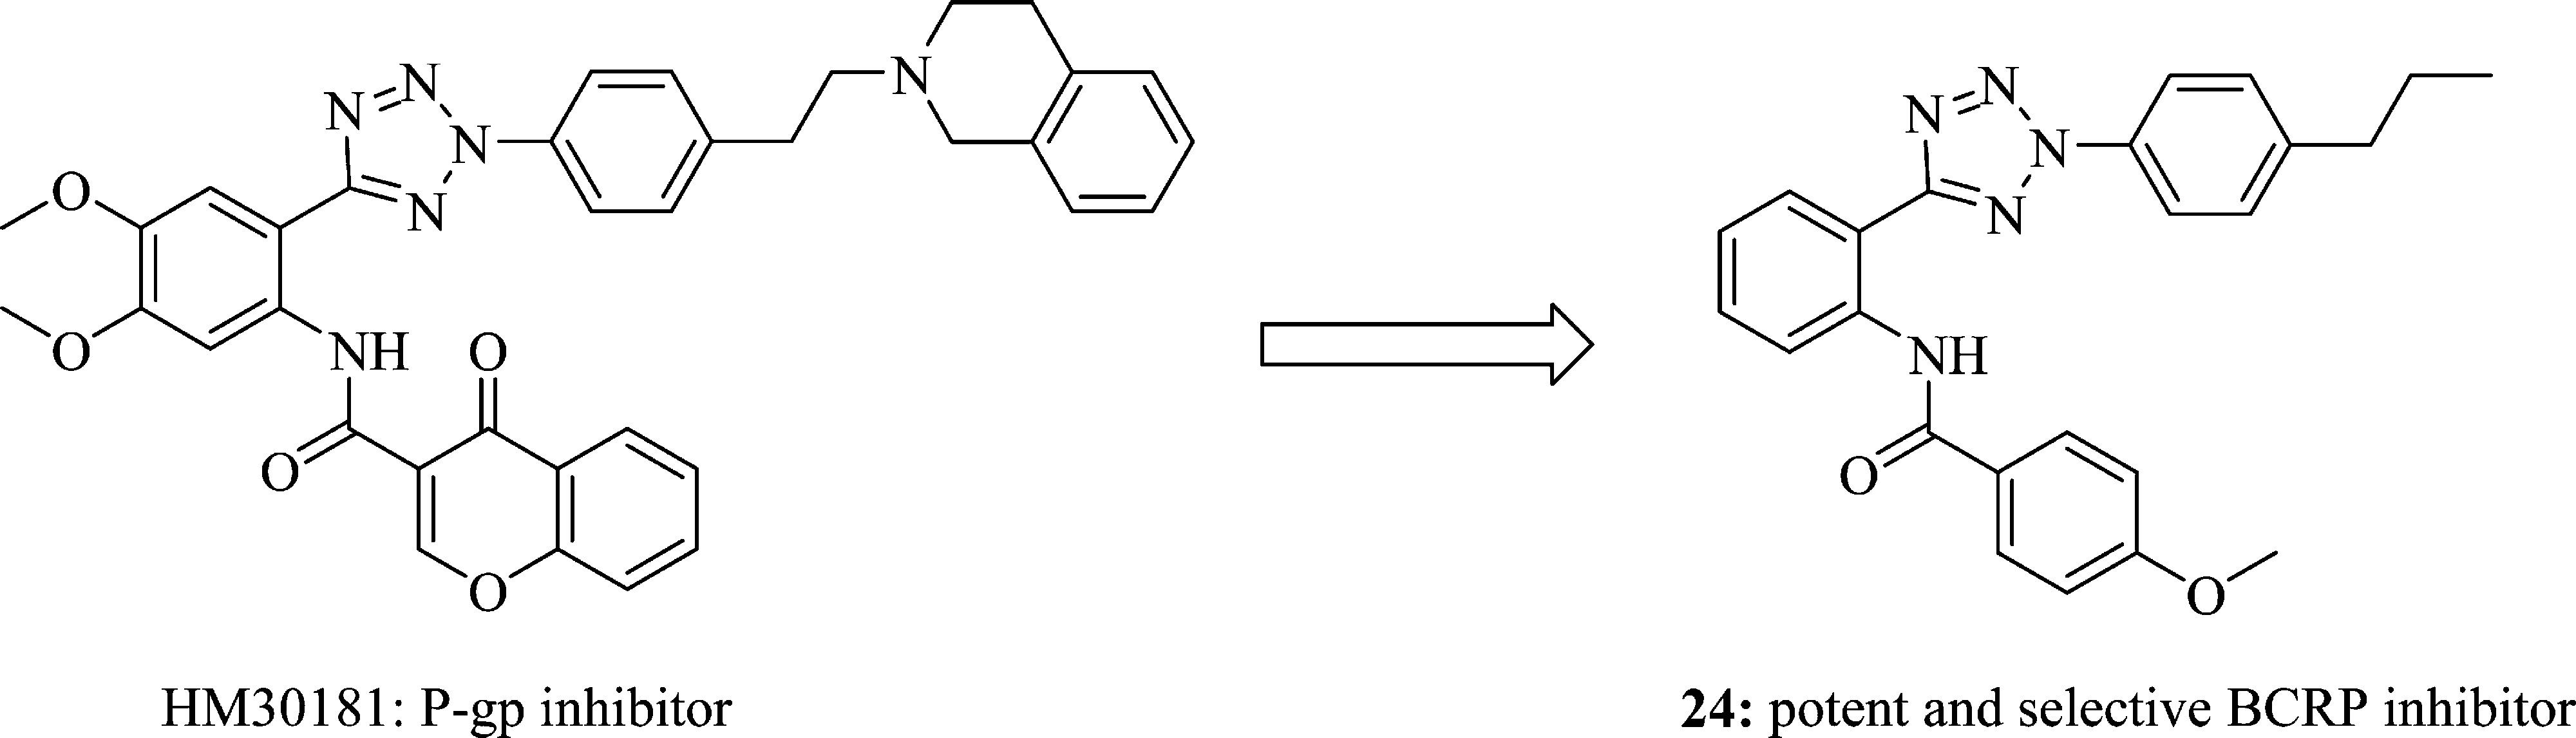 N N N N
N
O
O
NH
O
O
O
HM30181: P-gp inhibitor
N N N N
NH
O
O
24: potent and selective BCRP inhibitor